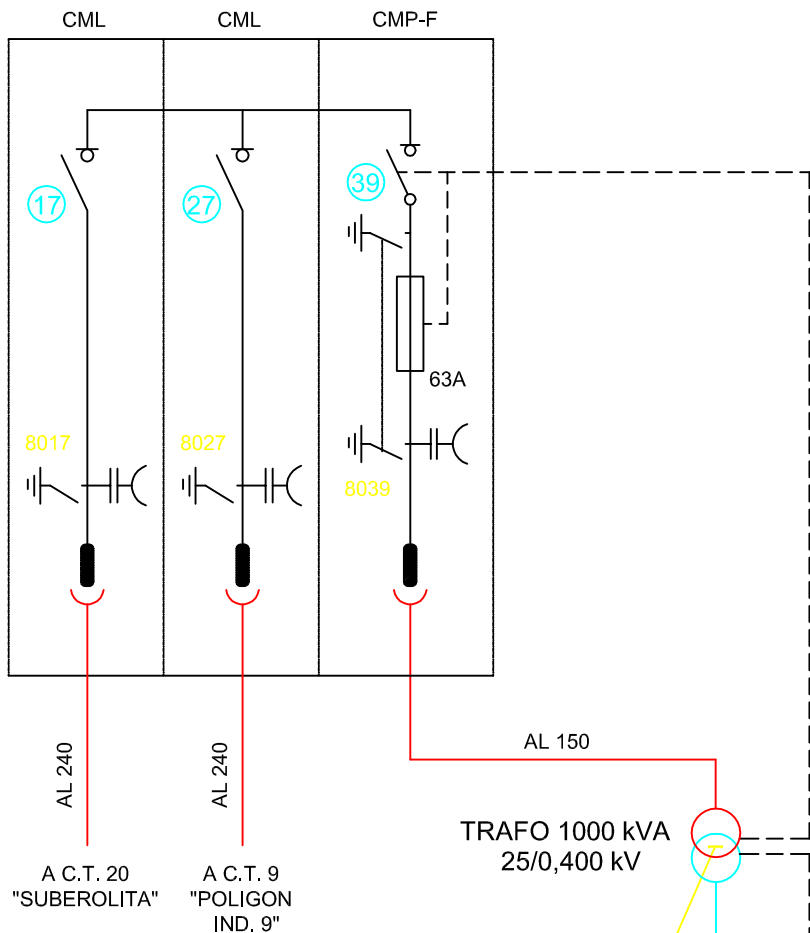 CML
CML
CMP-F
17
27
39
63A
8017
8027
8039
AL 240
AL 240
AL 150
TRAFO 1000 kVA
25/0,400 kV
A C.T. 20
"SUBEROLITA"
A C.T. 9
"POLIGON
IND. 9"